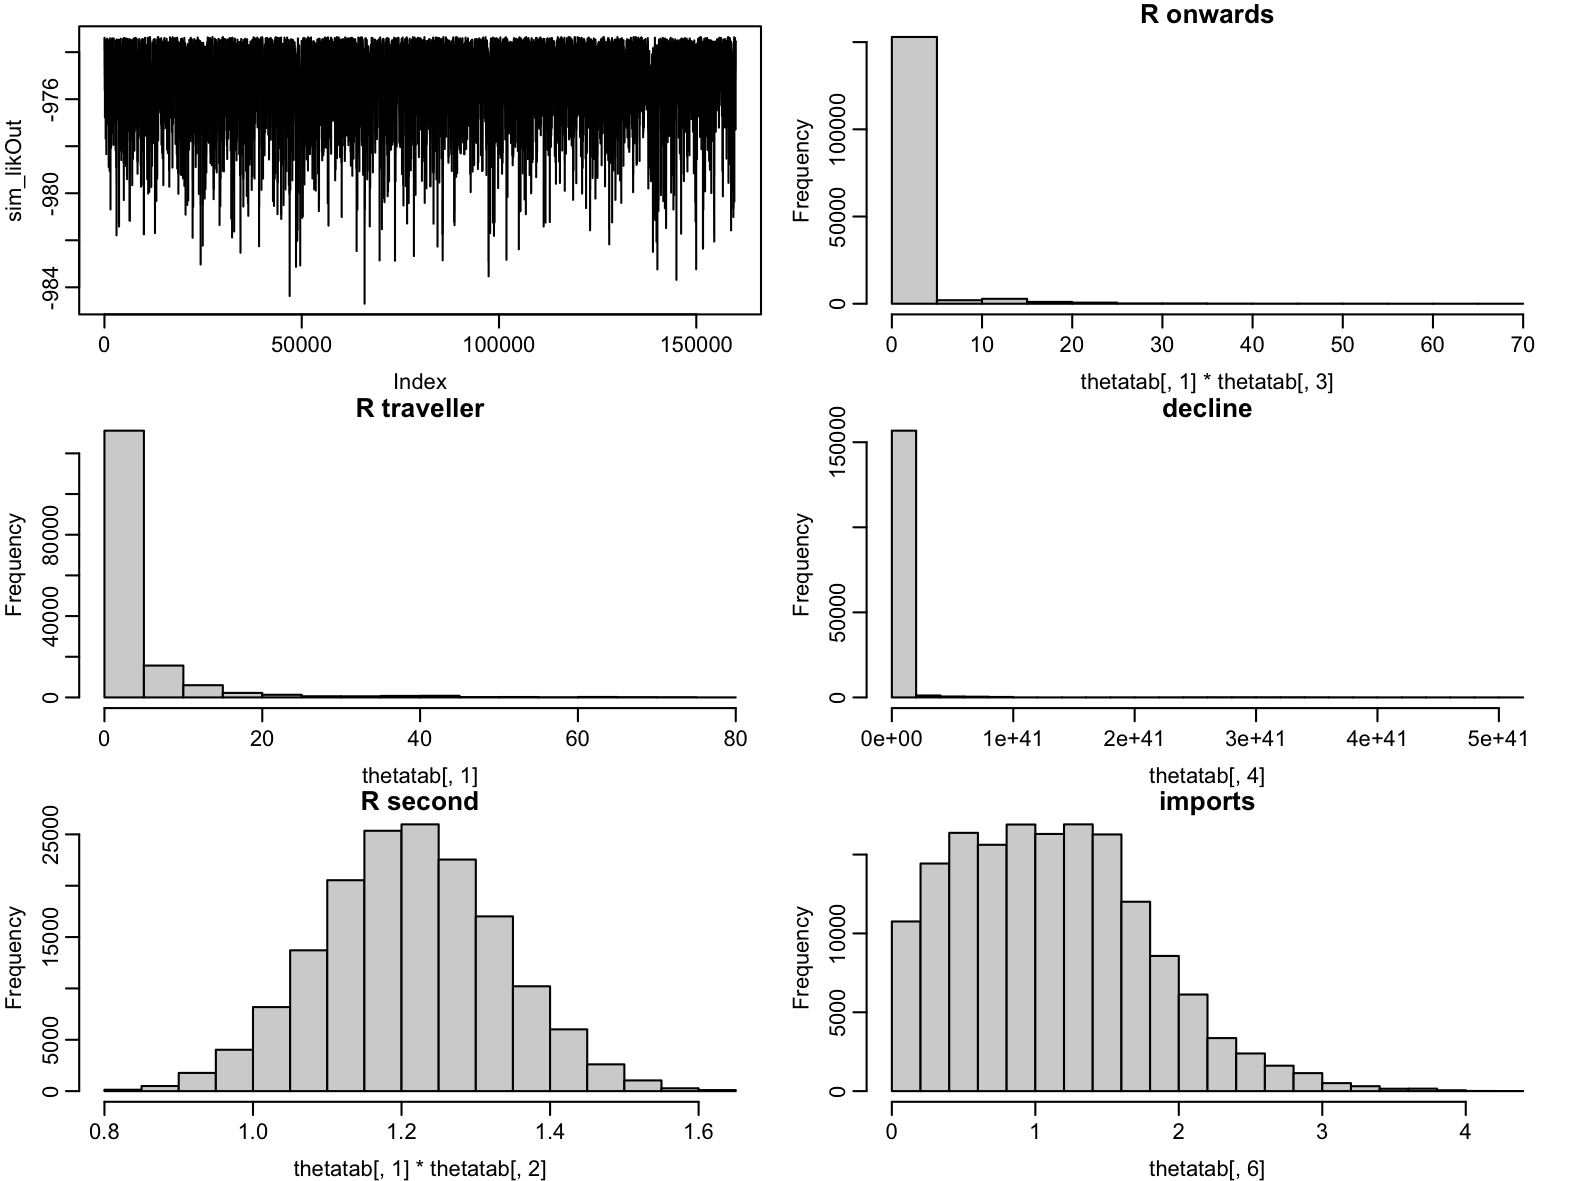 sim_likOut
-984
-980
-976
0
50000
100000
150000
Index
R onwards
Frequency
0
50000
100000
0
10
20
30
40
50
60
70
thetatab[, 1] * thetatab[, 3]
R traveller
Frequency
0
40000
80000
0
20
40
60
80
thetatab[, 1]
decline
Frequency
0
50000
150000
0e+00
1e+41
2e+41
3e+41
4e+41
5e+41
thetatab[, 4]
R second
Frequency
0
5000
15000
25000
0.8
1.0
1.2
1.4
1.6
thetatab[, 1] * thetatab[, 2]
imports
Frequency
0
5000
10000
0
1
2
3
4
thetatab[, 6]